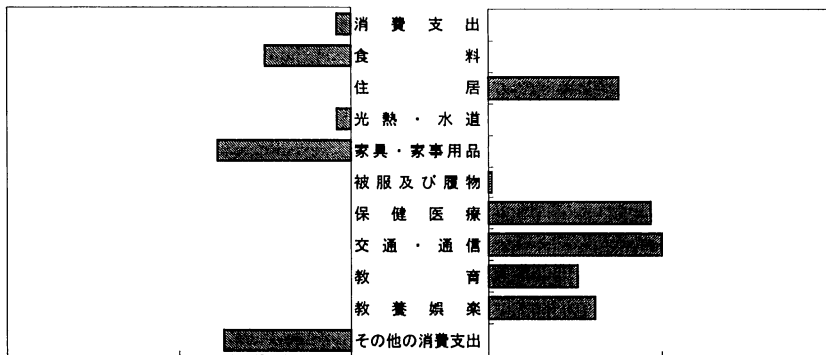 消費支出
食料
住居
光熱・水道
家具・家事用品
被服及び履物
保健医療
交通・通信
教育
教養娯楽
その他の消費支出